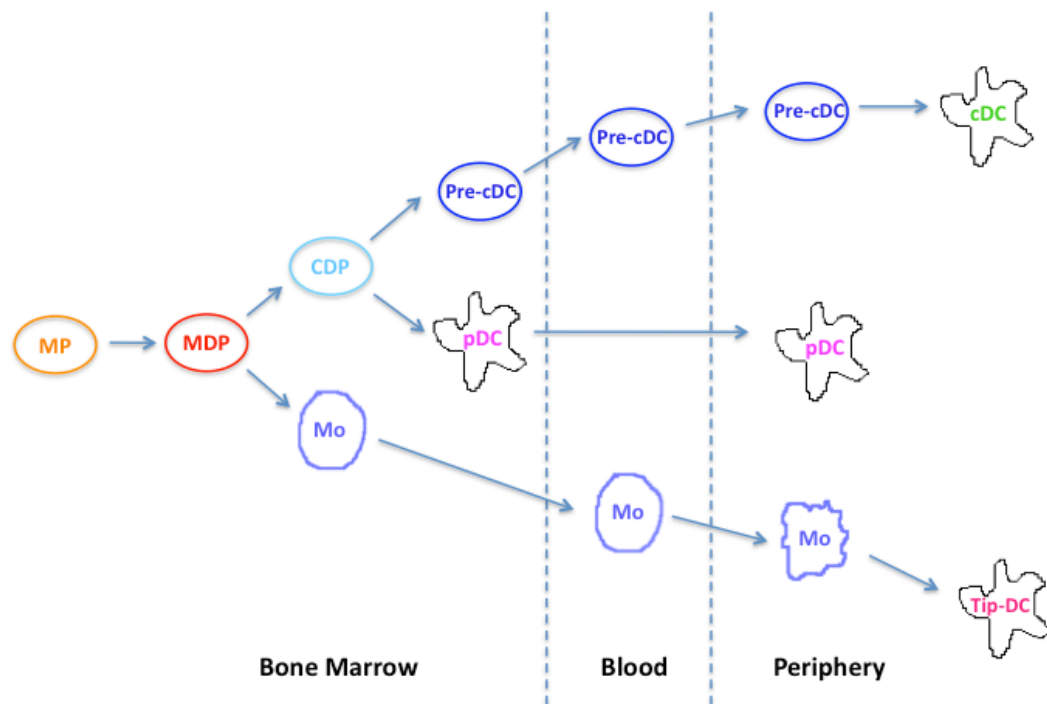 Pre-cDC
Pre-cDC
Pre-cDC
cDC
CDP
MP
MDP
pDC
pDC
Mo
Mo
Mo
Tip-DC
Bone Marrow
Blood
Periphery